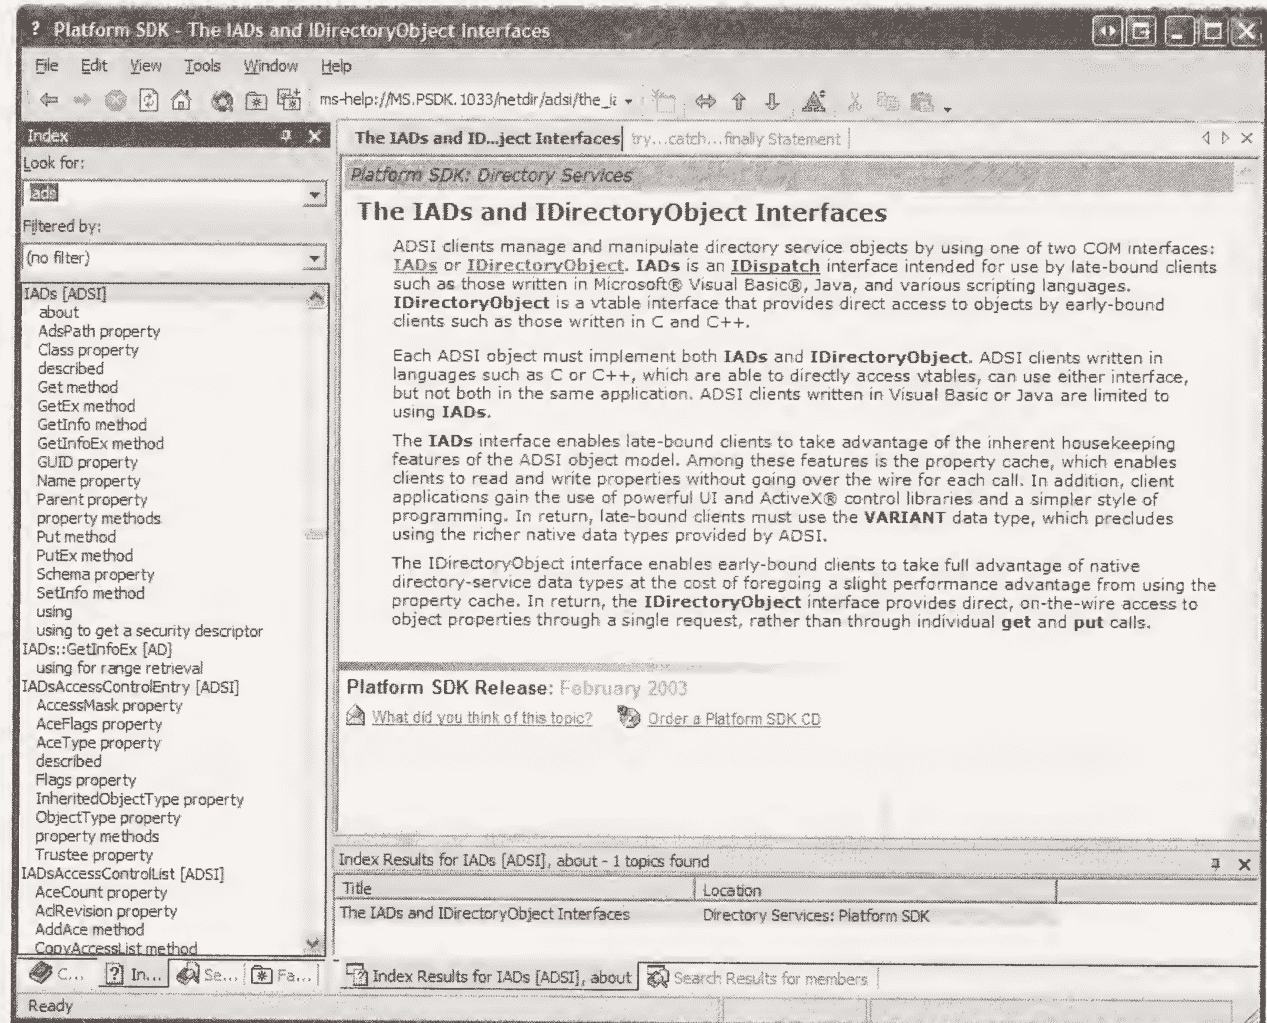 ? Platform SDK - The IADs and IDirectoryObject Interfaces
File Edit View Tools Window Help
ms-help://MS.PSDK.1033/netdir/adsi/the_ia
Index
Look for:
ads
Filtered by:
(no filter)
IADs [ADSI]
about
AdsPath property
Class property
described
Get method
GetEx method
GetInfo method
GetInfoEx method
GUID property
Name property
Parent property
property methods
Put method
PutEx method
Schema property
SetInfo method
using
using to get a security descriptor
IADs::GetInfoEx [AD]
using for range retrieval
IADsAccessControlEntry [ADSI]
AccessMask property
AceFlags property
AceType property
described
Flags property
InheritedObjectType property
ObjectType property
property methods
Trustee property
IADsAccessControlList [ADSI]
AceCount property
AclRevision property
AddAce method
CopyAccessList method
C... In... Se... Fa...
The IADs and ID...ject Interfaces try...catch...finally Statement
Platform SDK: Directory Services
The IADs and IDirectoryObject Interfaces
ADSI clients manage and manipulate directory service objects by using one of two COM interfaces:
IADs or IDirectoryObject. IADs is an IDispatch interface intended for use by late-bound clients
such as those written in Microsoft® Visual Basic®, Java, and various scripting languages.
IDirectoryObject is a vtable interface that provides direct access to objects by early-bound
clients such as those written in C and C++.
Each ADSI object must implement both IADs and IDirectoryObject. ADSI clients written in
languages such as C or C++, which are able to directly access vtables, can use either interface,
but not both in the same application. ADSI clients written in Visual Basic or Java are limited to
using IADs.
The IADs interface enables late-bound clients to take advantage of the inherent housekeeping
features of the ADSI object model. Among these features is the property cache, which enables
clients to read and write properties without going over the wire for each call. In addition, client
applications gain the use of powerful UI and ActiveX® control libraries and a simpler style of
programming. In return, late-bound clients must use the VARIANT data type, which precludes
using the richer native data types provided by ADSI.
The IDirectoryObject interface enables early-bound clients to take full advantage of native
directory-service data types at the cost of foregoing a slight performance advantage from using the
property cache. In return, the IDirectoryObject interface provides direct, on-the-wire access to
object properties through a single request, rather than through individual get and put calls.
Platform SDK Release: February 2003
What did you think of this topic? Order a Platform SDK CD
Index Results for IADs [ADSI], about - 1 topics found
Title Location
The IADs and IDirectoryObject Interfaces Directory Services: Platform SDK
Index Results for IADs [ADSI], about Search Results for members
Ready